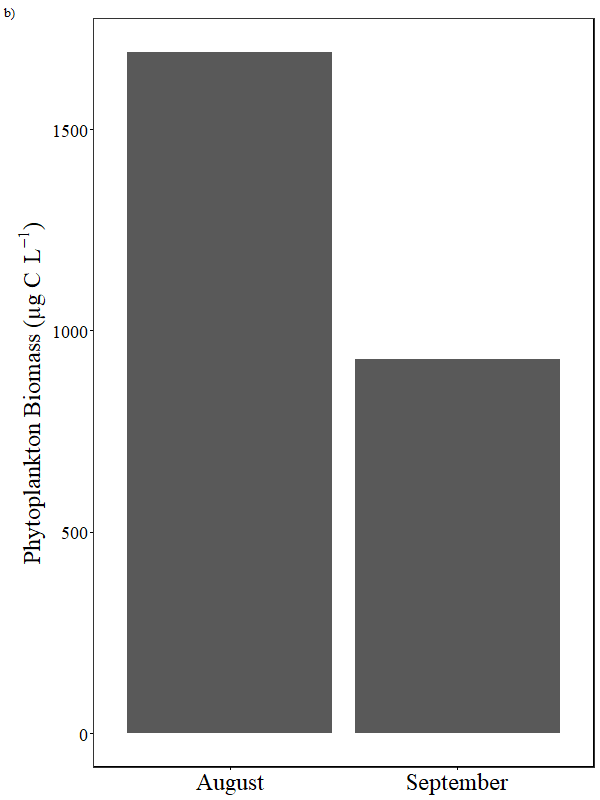 b)
Phytoplankton Biomass (µg C L⁻¹)
1500
1000
500
0
August
September